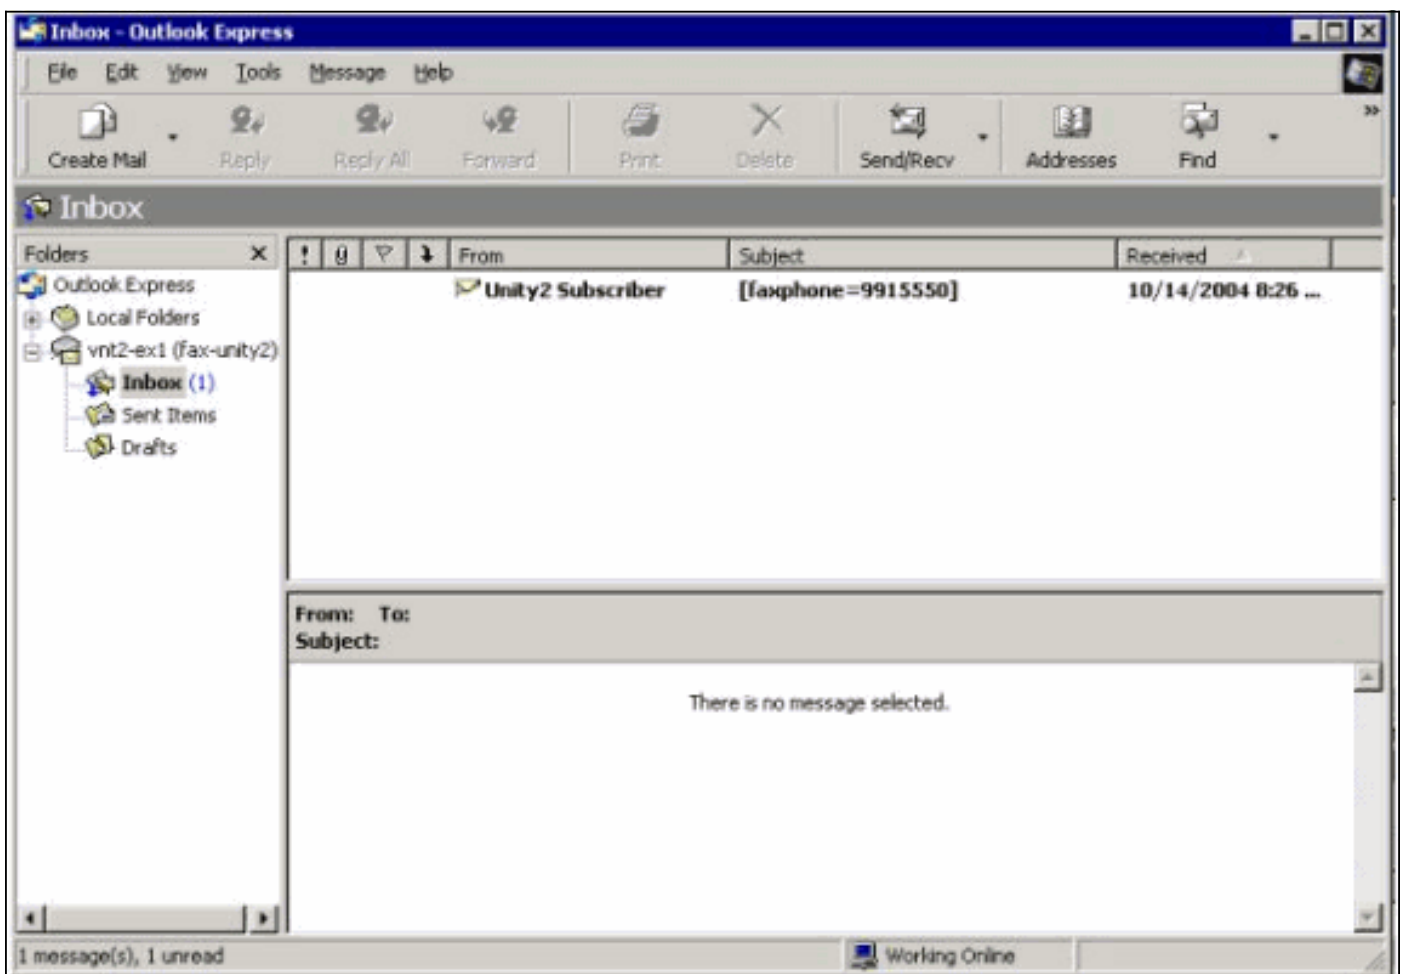 Inbox - Outlook Express
File Edit View Tools Message Help
Create Mail Reply Reply All Forward Print Delete Send/Recv Addresses Find
Inbox
Folders
! From Subject Received
Outlook Express
Unity2 Subscriber [faxphone=9915550] 10/14/2004 8:26 ...
Local Folders
vnt2-ex1 (fax-unity2)
Inbox (1)
Sent Items
Drafts
From: To:
Subject:
There is no message selected.
1 message(s), 1 unread Working Online